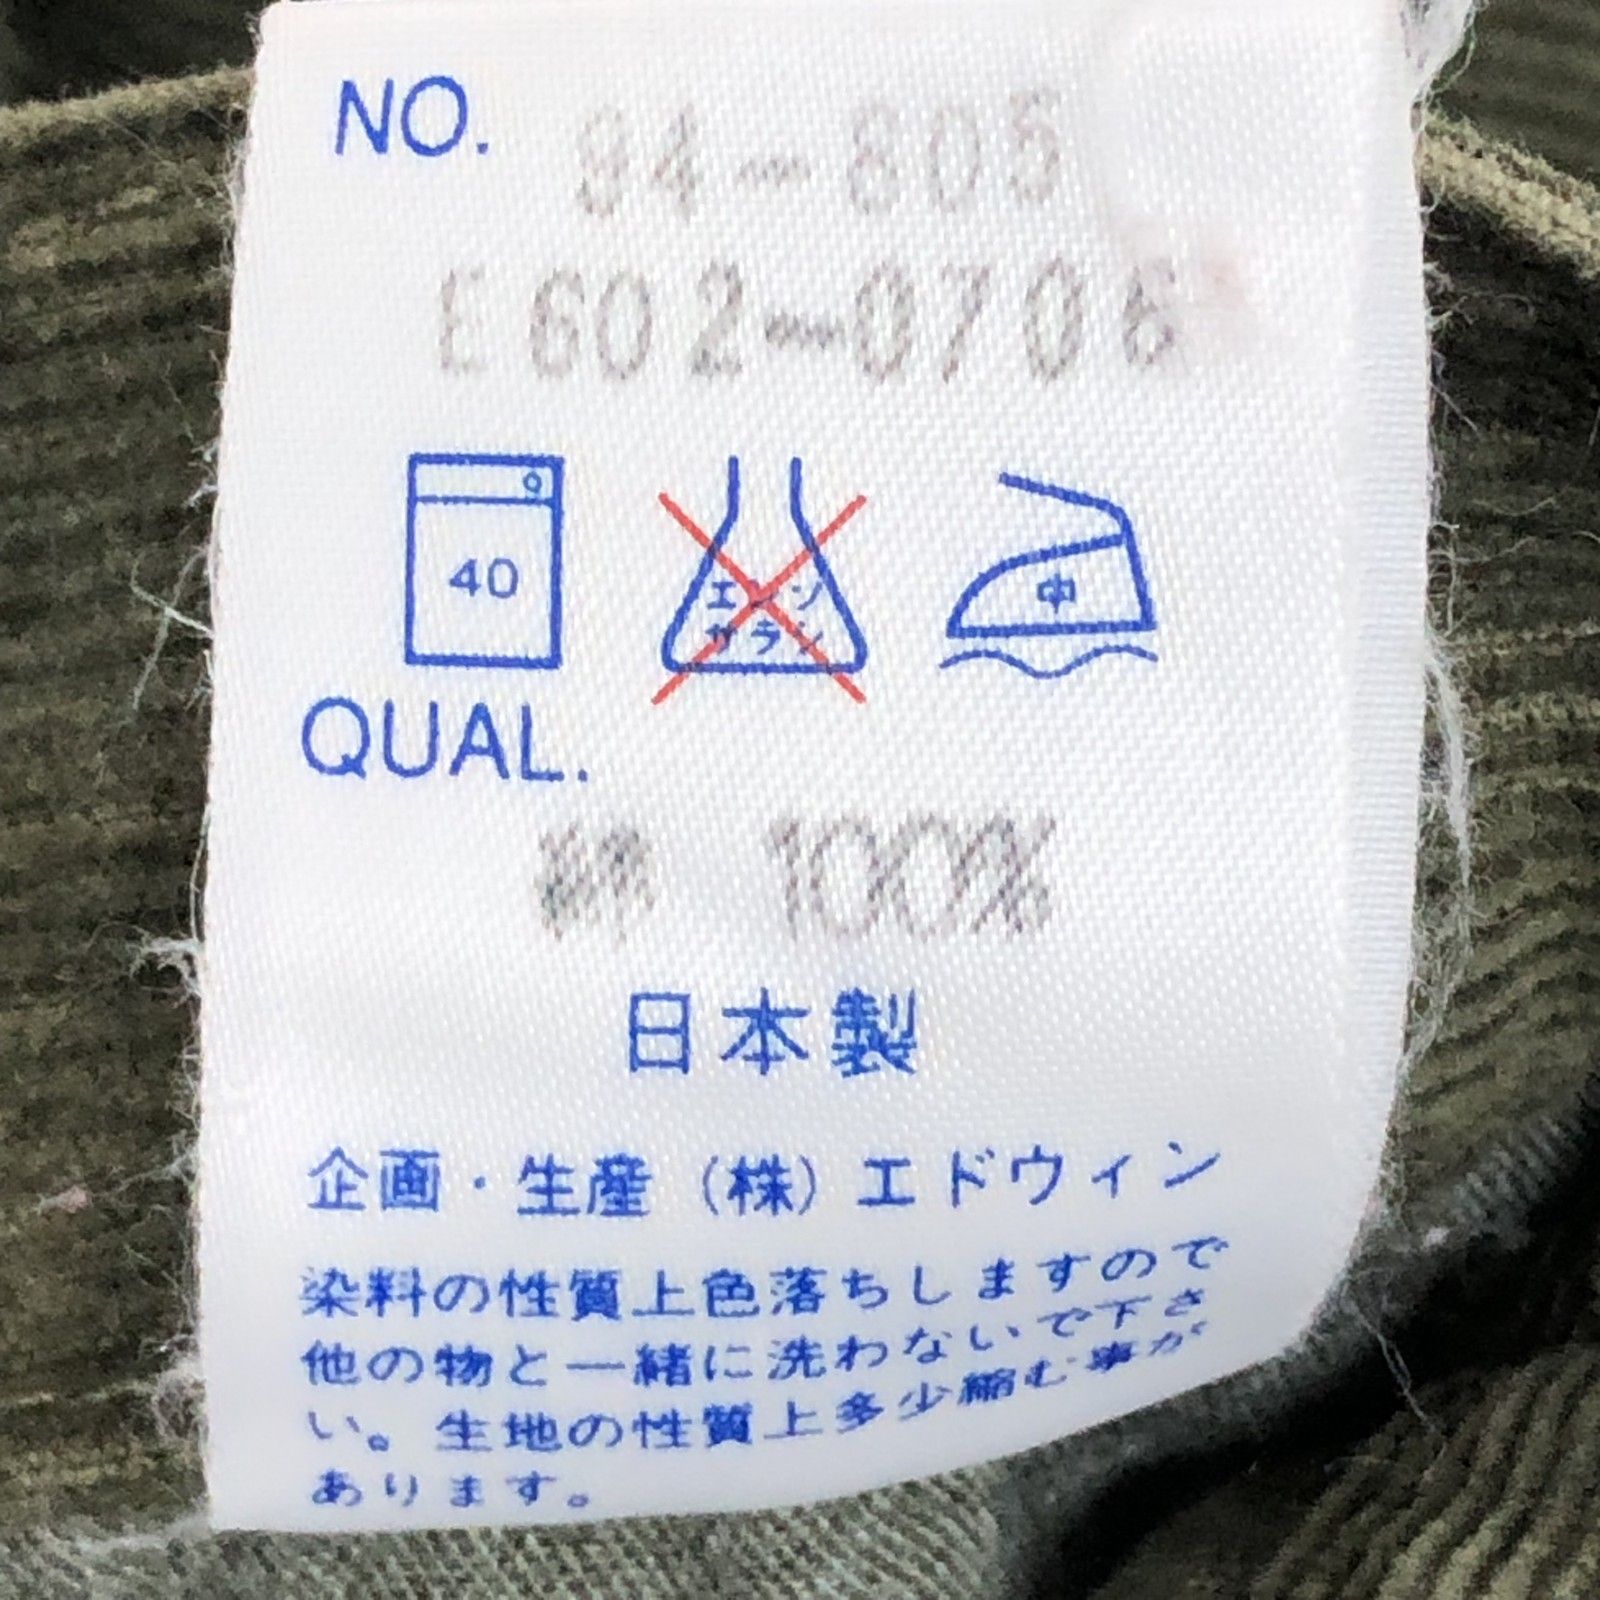 NO. 94-805
E602-0706
40
エンソ
サラシ
中
QUAL.
綿 100%
日本製
企画・生産(株)エドウィン
染料の性質上色落ちしますので
他の物と一緒に洗わないで下さ
い。生地の性質上多少縮む事が
あります。